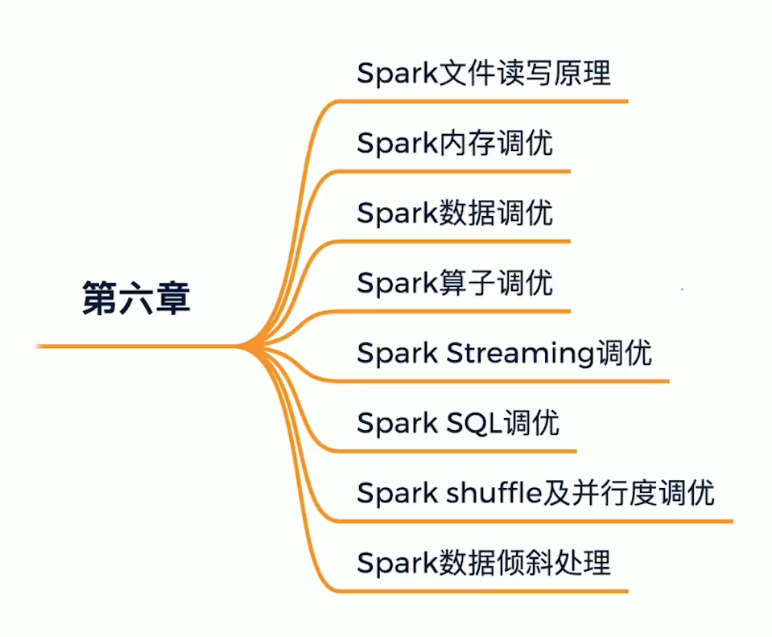 Spark文件读写原理
Spark内存调优
Spark数据调优
第六章
Spark算子调优
Spark Streaming调优
Spark SQL调优
Spark shuffle及并行度调优
Spark数据倾斜处理